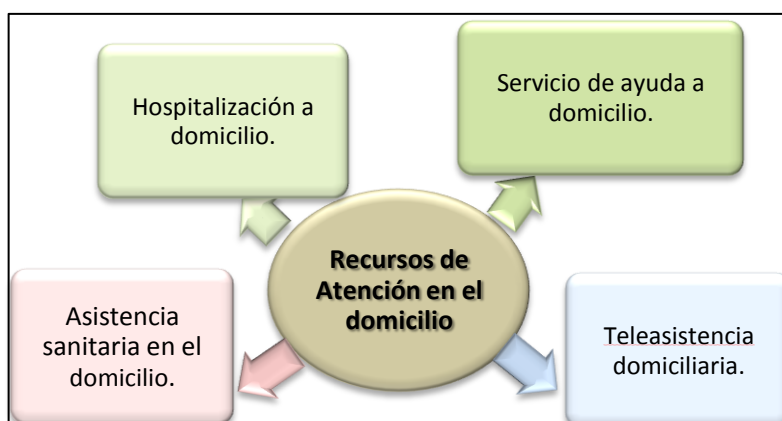 Hospitalización a
domicilio.
Servicio de ayuda a
domicilio.
Recursos de
Atención en el
domicilio
Asistencia
sanitaria en el
domicilio.
Teleasistencia
domiciliaria.